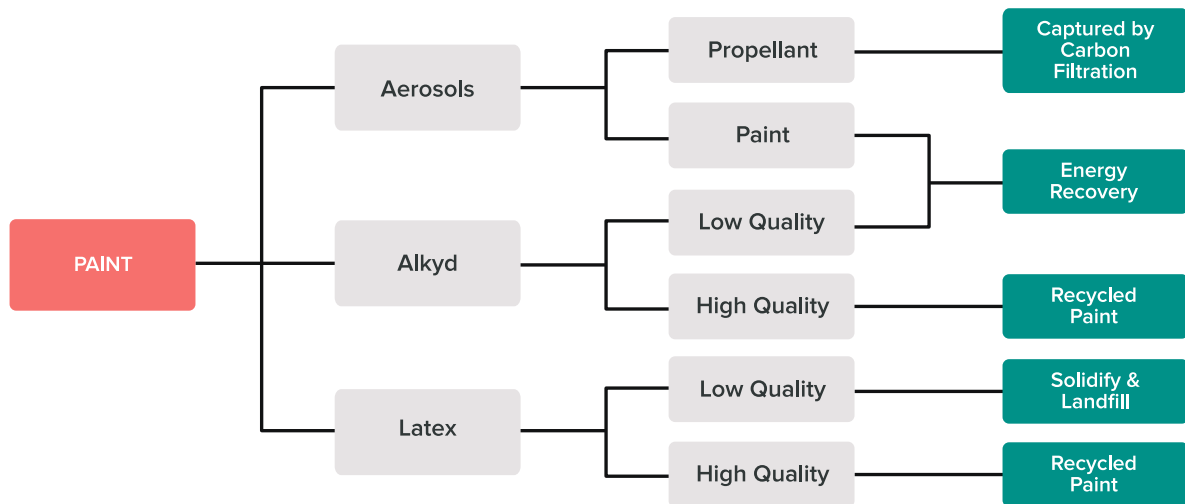 PAINT
Aerosols
Alkyd
Latex
Propellant
Paint
Low Quality
High Quality
Low Quality
High Quality
Captured by
Carbon
Filtration
Energy
Recovery
Recycled
Paint
Solidify &
Landfill
Recycled
Paint